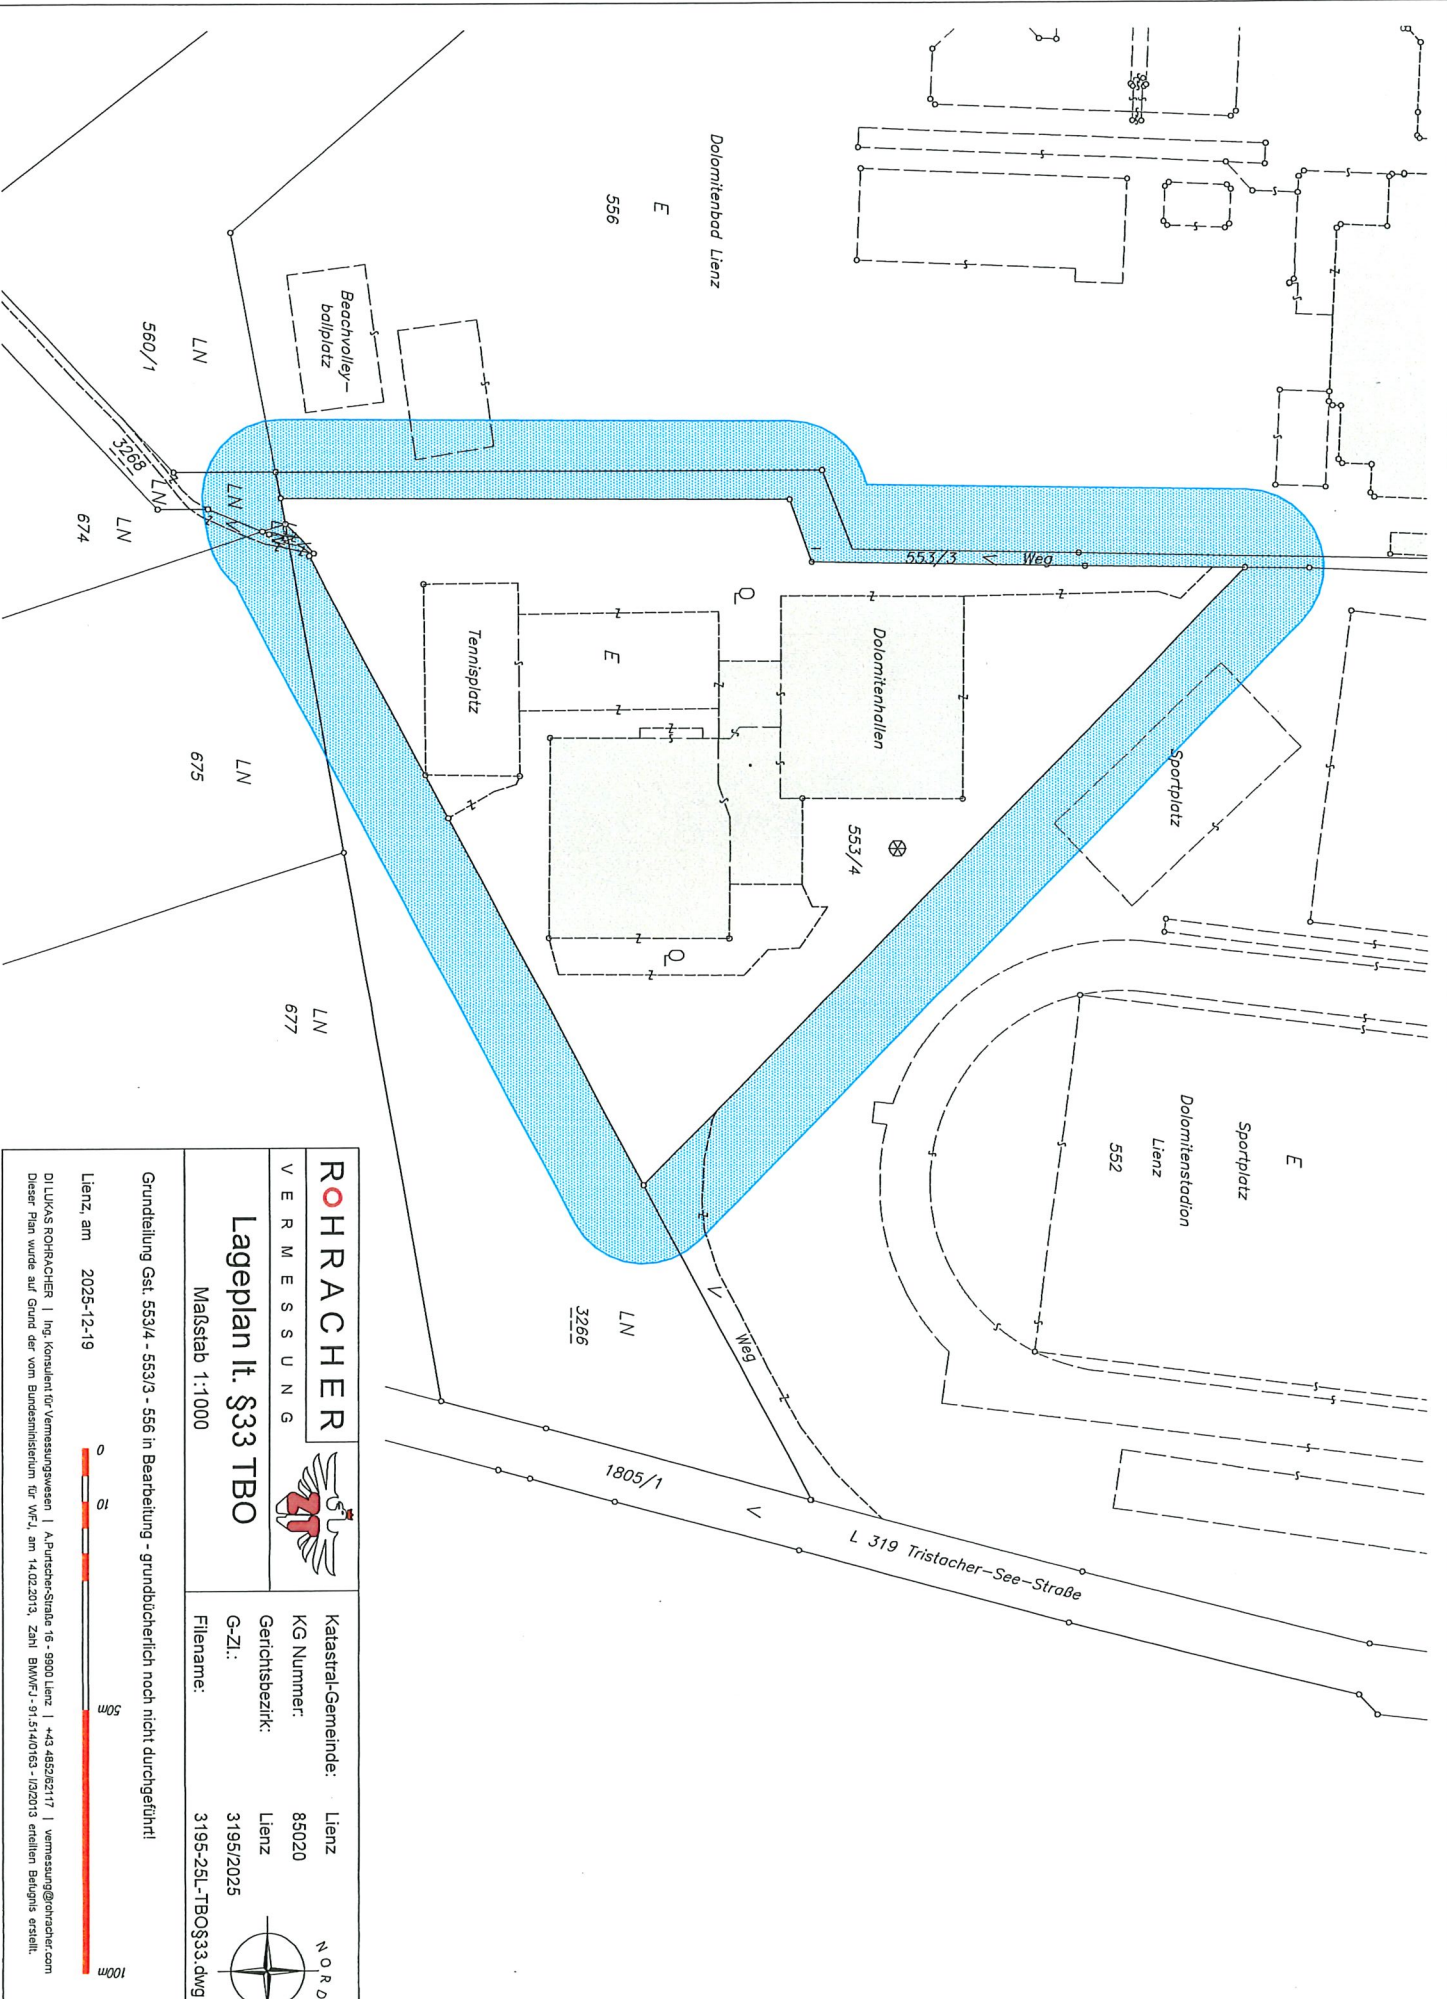 Dolomitenbad Lienz
E
556
Beachvolley-
ballplatz
LN
560/1
3268
LN
LN
LN
674
553/3
Weg
Dolomitenhallen
E
Tennisplatz
553/4
Sportplatz
LN
675
LN
677
E
Sportplatz
Dolomitenstadion
Lienz
552
LN
3266
Weg
1805/1
L 319 Tristacher-See-Straße
ROHRACHER
VERMESSUNG
Lageplan lt. §33 TBO
Maßstab 1:1000
Katastral-Gemeinde: Lienz
KG Nummer: 85020
Gerichtsbezirk: Lienz
G-Zl.: 3195/2025
Filename: 3195-25L-TBO§33.dwg
NORD
Grundteilung Gst. 553/4 - 553/3 - 556 in Bearbeitung - grundbücherlich noch nicht durchgeführt!
Lienz, am 2025-12-19
0 10 50m 100m
DI LUKAS ROHRACHER | Ing. Konsulent für Vermessungswesen | A.Purtscher-Straße 16 - 9900 Lienz | +43 4852/62117 | vermessung@rohracher.com
Dieser Plan wurde auf Grund der vom Bundesministerium für WFJ, am 14.02.2013, Zahl BMWFJ - 91.514/0163 - I/3/2013 erteilten Befugnis erstellt.